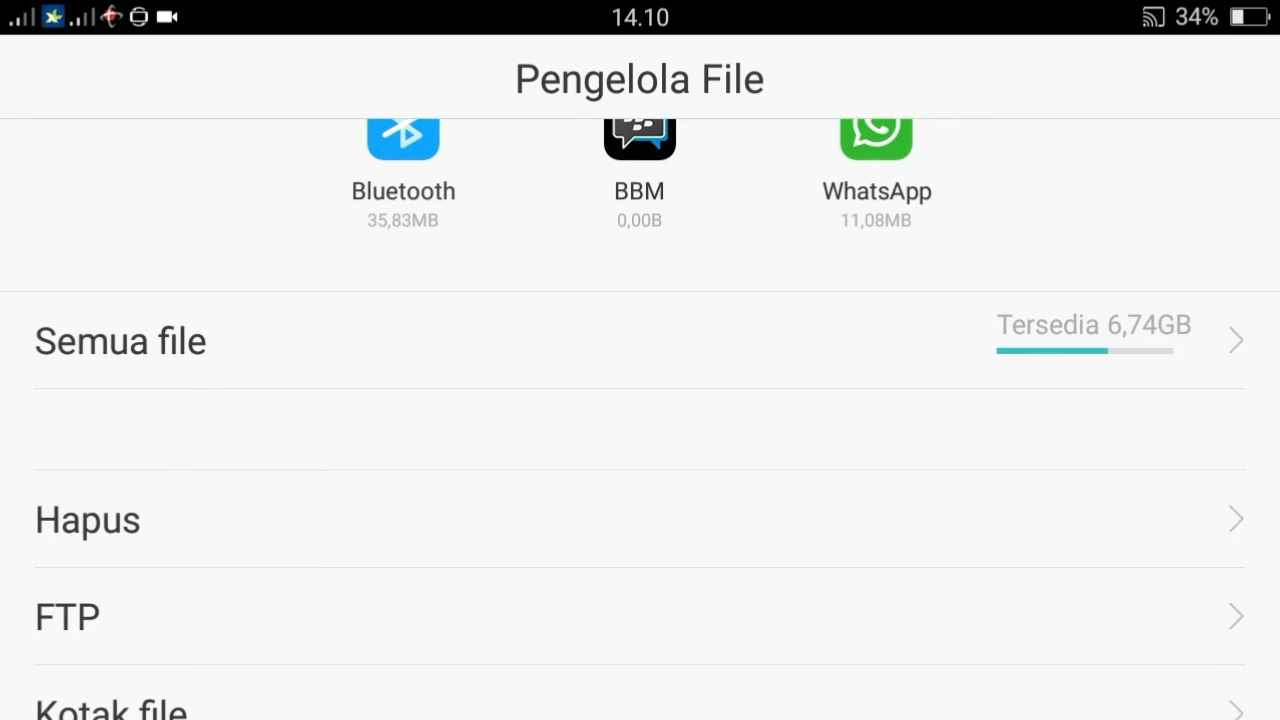 14.10
34%
Pengelola File
Bluetooth
BBM
WhatsApp
35,83MB
0,00B
11,08MB
Semua file
Tersedia 6,74GB
Hapus
FTP
Kotak file